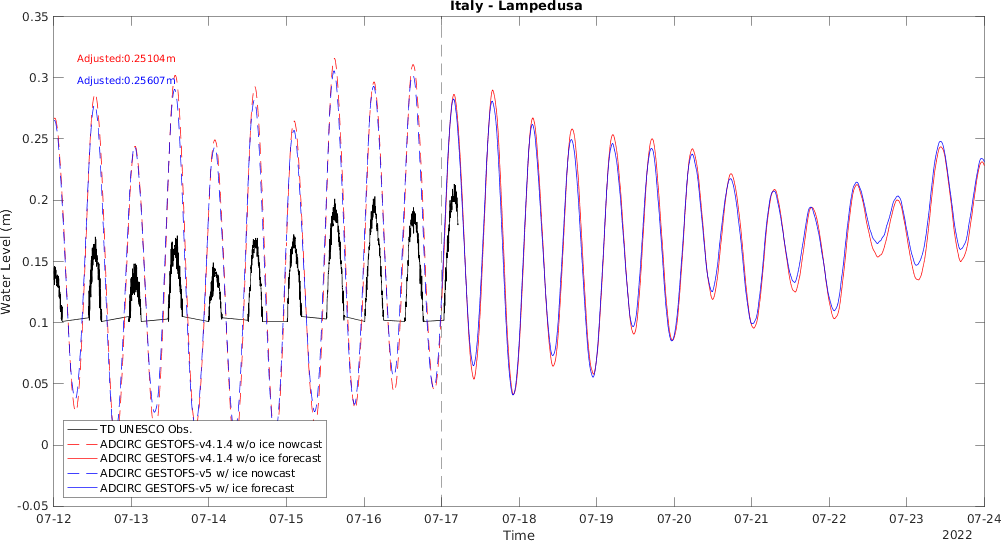 Italy - Lampedusa
0.35
0.3
0.25
0.2
0.15
0.1
0.05
0
-0.05
Water Level (m)
Adjusted:0.25104m
Adjusted:0.25607m
TD UNESCO Obs.
ADCIRC GESTOFS-v4.1.4 w/o ice nowcast
ADCIRC GESTOFS-v4.1.4 w/o ice forecast
ADCIRC GESTOFS-v5 w/ ice nowcast
ADCIRC GESTOFS-v5 w/ ice forecast
07-12 07-13 07-14 07-15 07-16 07-17 07-18 07-19 07-20 07-21 07-22 07-23 07-24
Time
2022